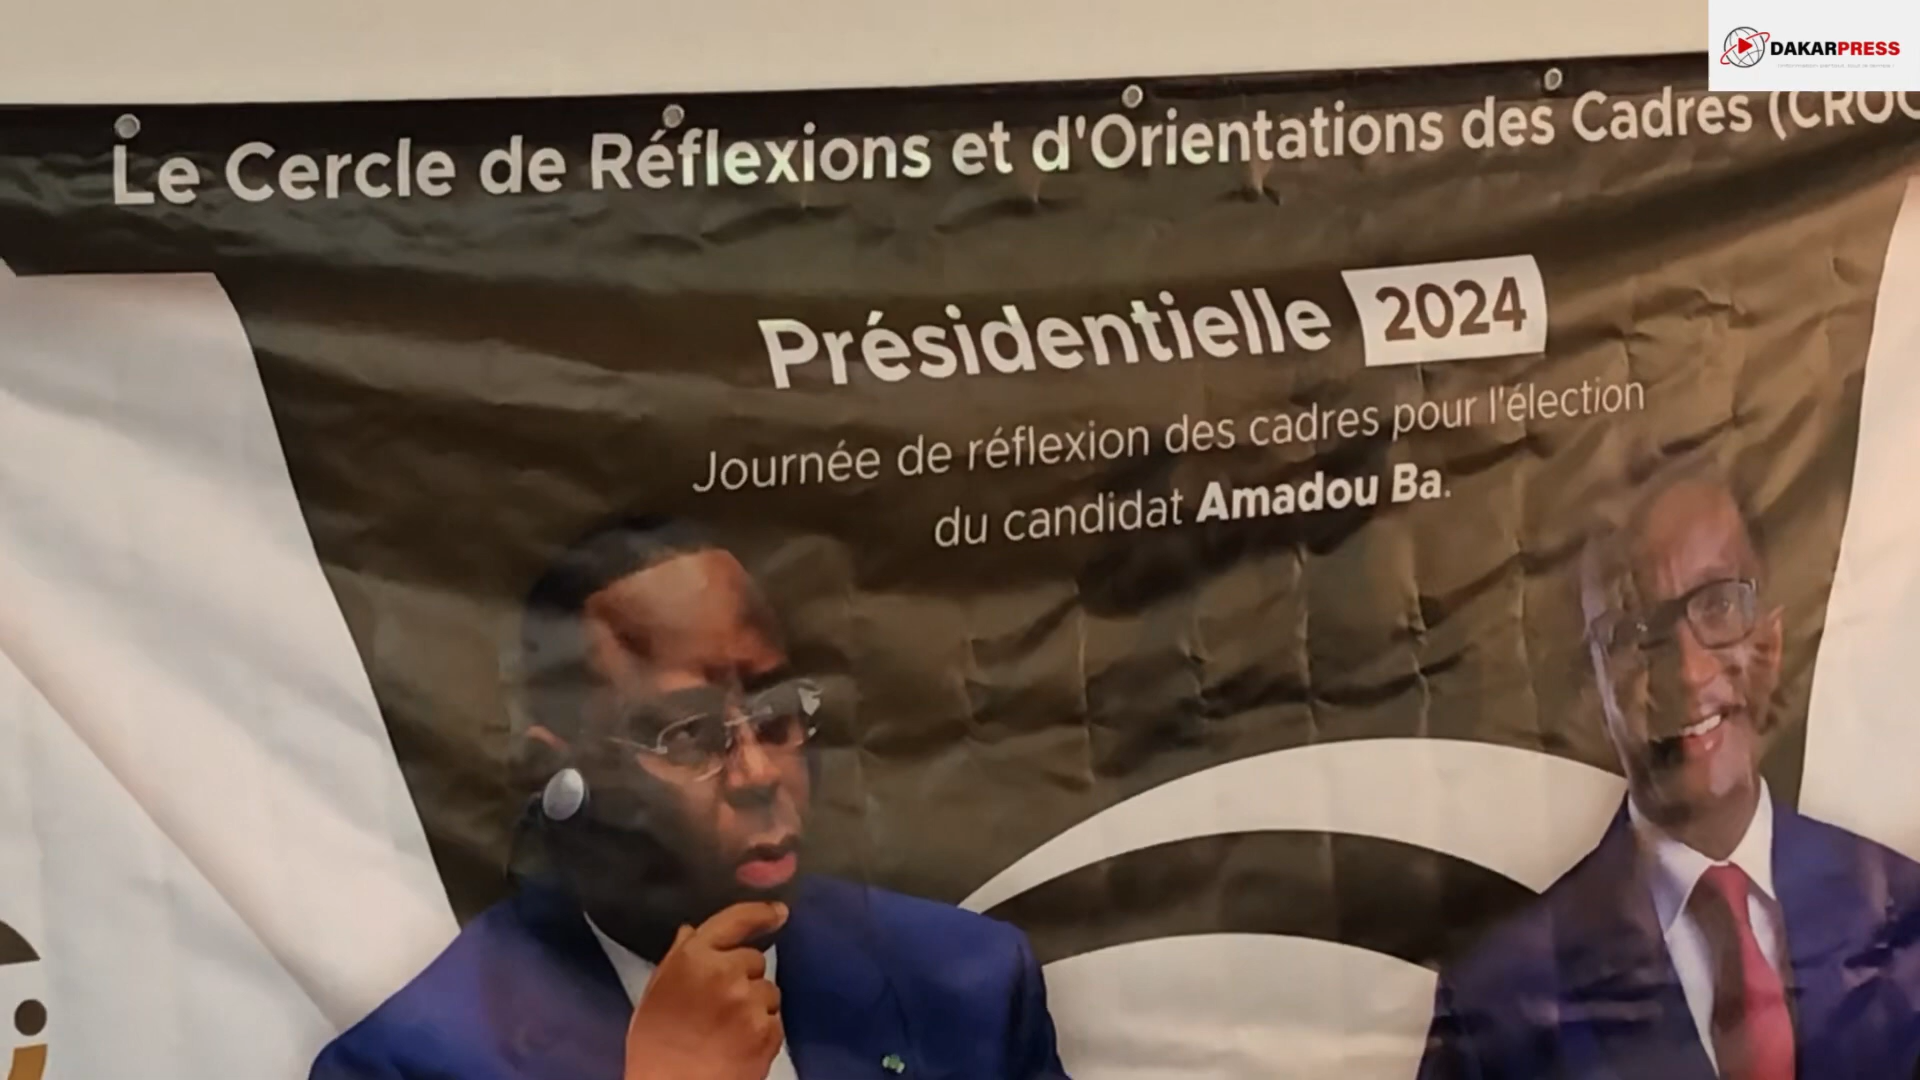 DAKARPRESS
Le Cercle de Réflexions et d'Orientations des Cadres (CROC
Présidentielle 2024
Journée de réflexion des cadres pour l'élection
du candidat Amadou Ba.